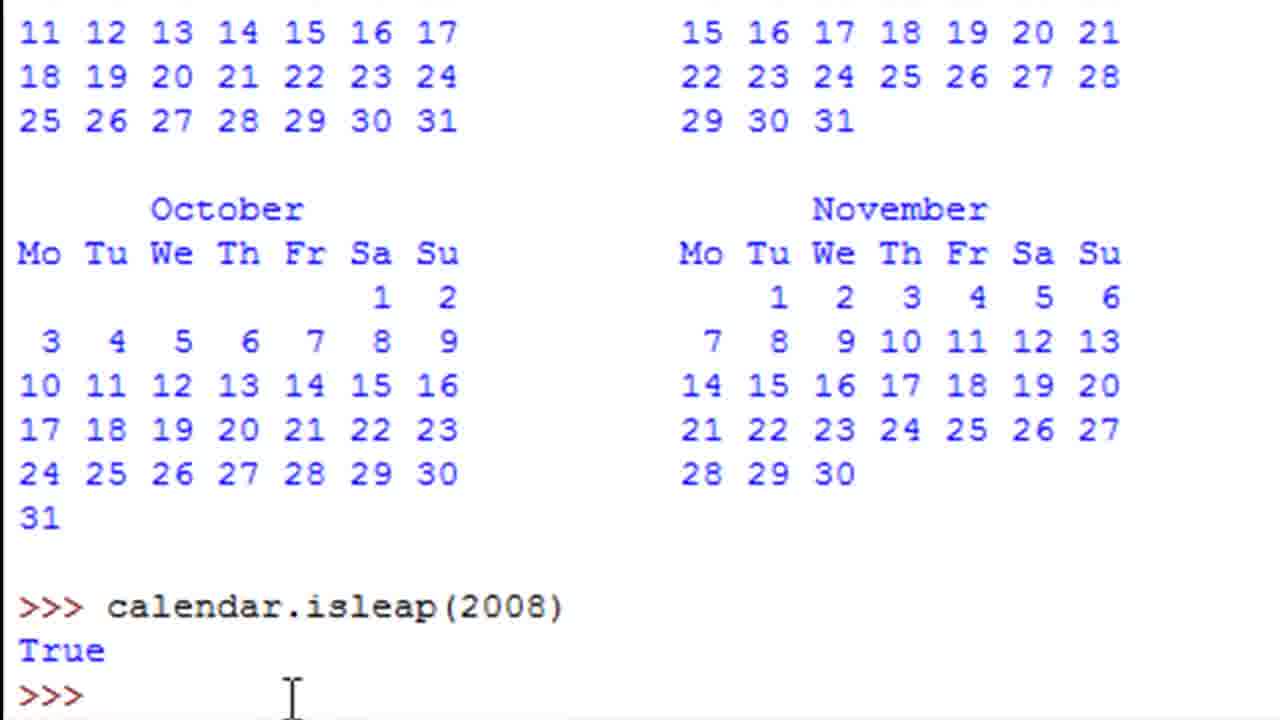 11 12 13 14 15 16 17 15 16 17 18 19 20 21
18 19 20 21 22 23 24 22 23 24 25 26 27 28
25 26 27 28 29 30 31 29 30 31
October November
Mo Tu We Th Fr Sa Su Mo Tu We Th Fr Sa Su
1 2 1 2 3 4 5 6
3 4 5 6 7 8 9 7 8 9 10 11 12 13
10 11 12 13 14 15 16 14 15 16 17 18 19 20
17 18 19 20 21 22 23 21 22 23 24 25 26 27
24 25 26 27 28 29 30 28 29 30
31
>>> calendar.isleap(2008)
True
>>>